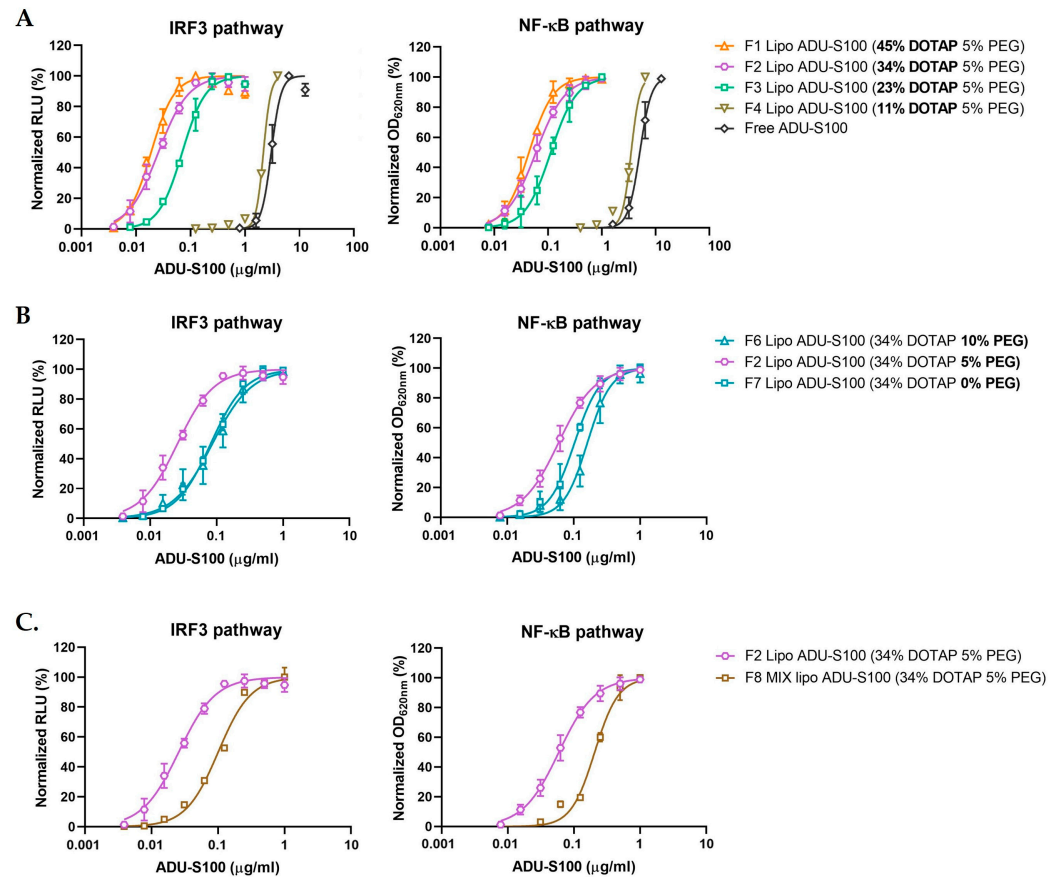 A
IRF3 pathway
NF-κB pathway
Normalized RLU (%)
120
100
80
60
40
20
0
0.001
0.01
0.1
1
10
100
ADU-S100 (μg/ml)
Normalized OD620nm (%)
120
100
80
60
40
20
0
0.001
0.01
0.1
1
10
100
ADU-S100 (μg/ml)
F1 Lipo ADU-S100 (45% DOTAP 5% PEG)
F2 Lipo ADU-S100 (34% DOTAP 5% PEG)
F3 Lipo ADU-S100 (23% DOTAP 5% PEG)
F4 Lipo ADU-S100 (11% DOTAP 5% PEG)
Free ADU-S100
B
IRF3 pathway
NF-κB pathway
Normalized RLU (%)
120
100
80
60
40
20
0
0.001
0.01
0.1
1
10
ADU-S100 (μg/ml)
Normalized OD620nm (%)
120
100
80
60
40
20
0
0.001
0.01
0.1
1
10
ADU-S100 (μg/ml)
F6 Lipo ADU-S100 (34% DOTAP 10% PEG)
F2 Lipo ADU-S100 (34% DOTAP 5% PEG)
F7 Lipo ADU-S100 (34% DOTAP 0% PEG)
C.
IRF3 pathway
NF-κB pathway
Normalized RLU (%)
120
100
80
60
40
20
0
0.001
0.01
0.1
1
10
ADU-S100 (μg/ml)
Normalized OD620nm (%)
120
100
80
60
40
20
0
0.001
0.01
0.1
1
10
ADU-S100 (μg/ml)
F2 Lipo ADU-S100 (34% DOTAP 5% PEG)
F8 MIX lipo ADU-S100 (34% DOTAP 5% PEG)